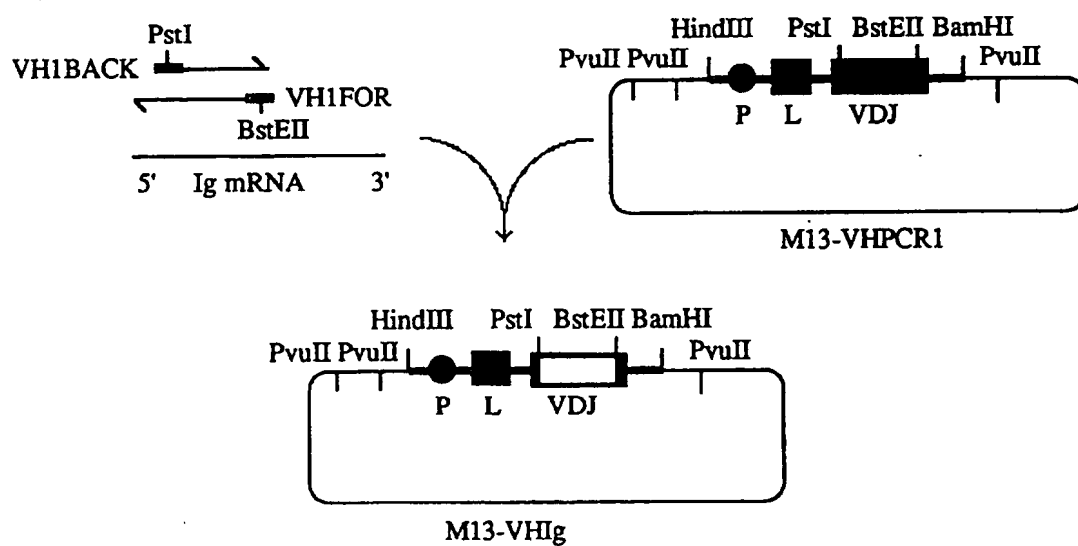 PstI
VH1BACK
VH1FOR
BstEII
5' Ig mRNA 3'
HindIII PstI BstEII BamHI
PvuII PvuII PvuII
P L VDJ
M13-VHPCR1
HindIII PstI BstEII BamHI
PvuII PvuII PvuII
P L VDJ
M13-VHIg